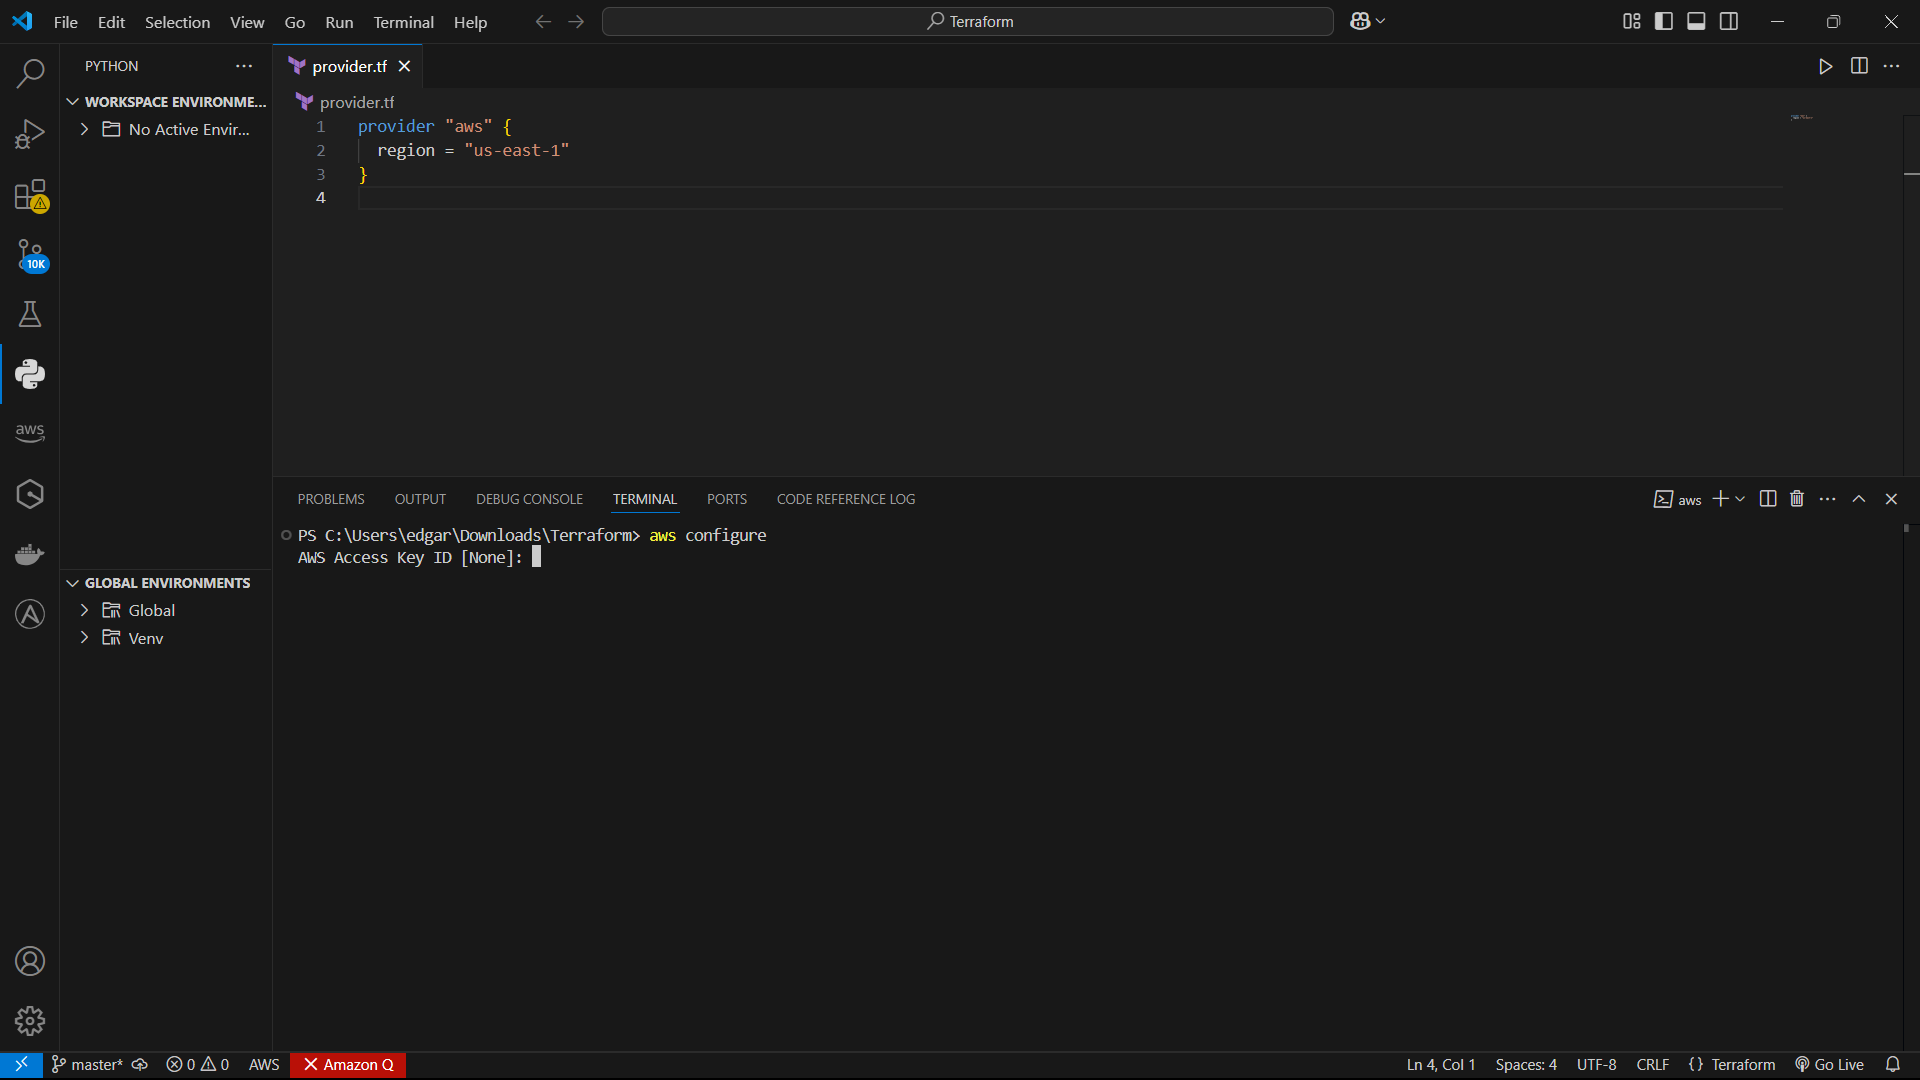 File Edit Selection View Go Run Terminal Help
Terraform
PYTHON
WORKSPACE ENVIRONME...
No Active Envir...
10K
aws
GLOBAL ENVIRONMENTS
Global
Venv
provider.tf
provider.tf
1 provider "aws" {
2 region = "us-east-1"
3 }
4
PROBLEMS OUTPUT DEBUG CONSOLE TERMINAL PORTS CODE REFERENCE LOG
aws
PS C:\Users\edgar\Downloads\Terraform> aws configure
AWS Access Key ID [None]:
master* 0 0 AWS Amazon Q
Ln 4, Col 1 Spaces: 4 UTF-8 CRLF {} Terraform Go Live